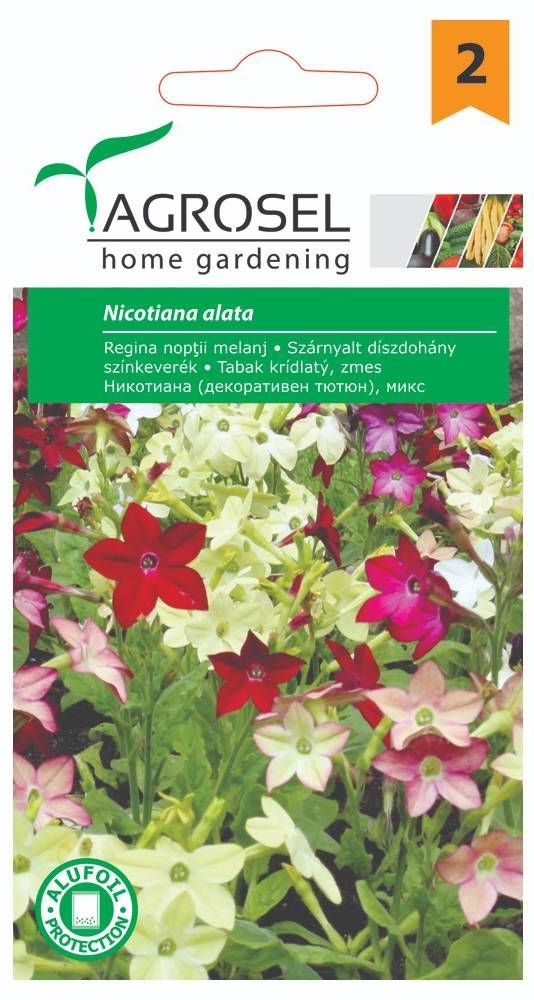 2
AGROSEL
home gardening
Nicotiana alata
Regina nopţii melanj • Szárnyalt díszdohány
színkeverék • Tabak krídlatý, zmes
Никотиана (декоративен тютюн), микс
• ALUFOIL •
PROTECTION